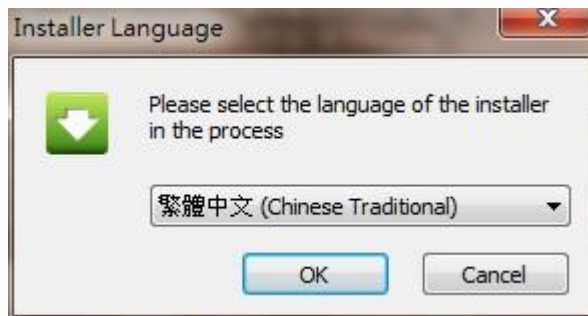 Installer Language
Please select the language of the installer
in the process
繁體中文 (Chinese Traditional)
OK
Cancel